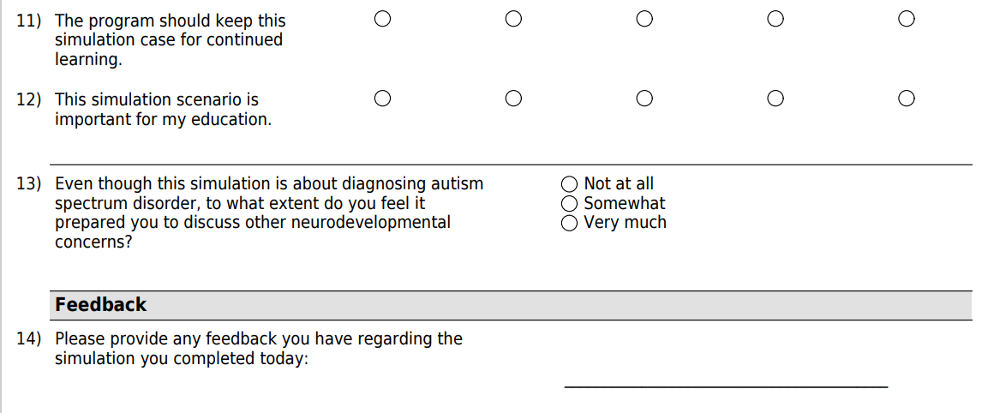 11) The program should keep this
simulation case for continued
learning.
12) This simulation scenario is
important for my education.
13) Even though this simulation is about diagnosing autism
spectrum disorder, to what extent do you feel it
prepared you to discuss other neurodevelopmental
concerns?
Not at all
Somewhat
Very much
Feedback
14) Please provide any feedback you have regarding the
simulation you completed today: